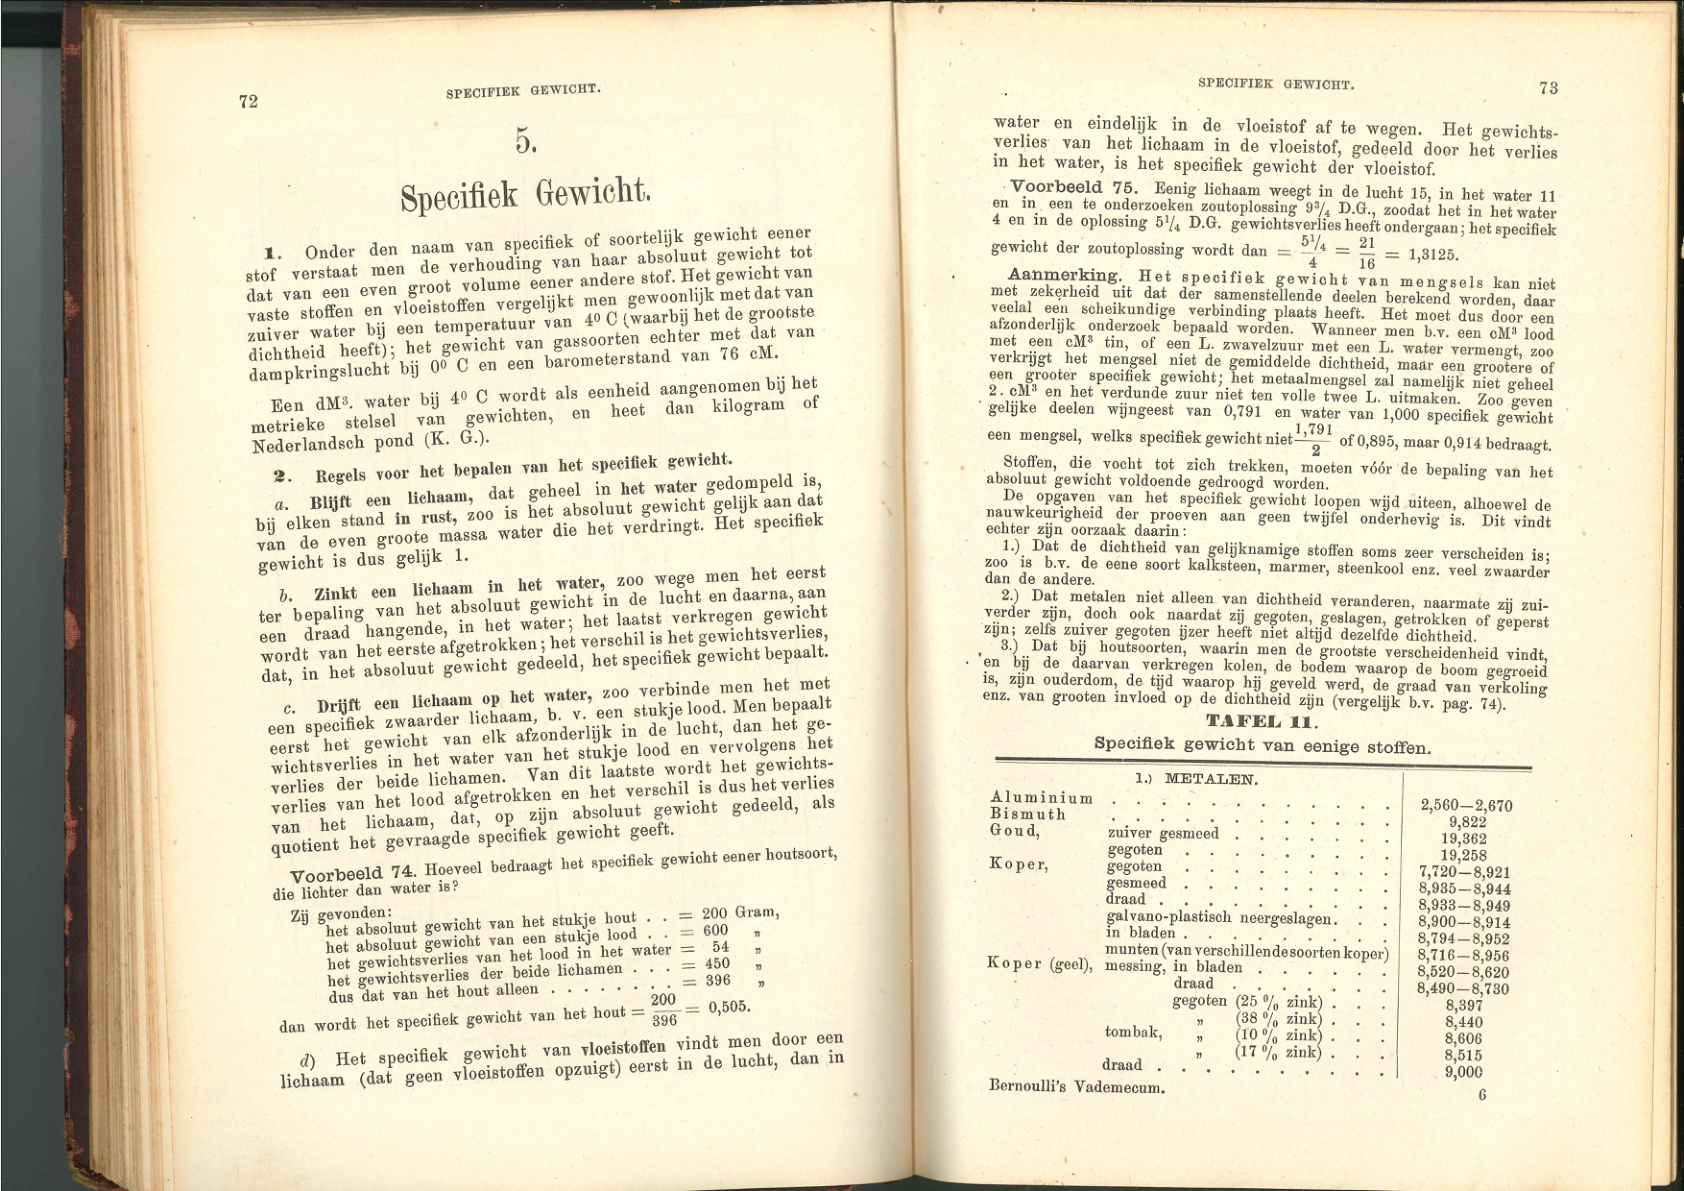 72
SPECIFIEK GEWICHT.
5.
Specifiek Gewicht.
1. Onder den naam van specifiek of soortelijk gewicht eener
stof verstaat men de verhouding van haar absoluut gewicht tot
dat van een even groot volume eener andere stof. Het gewicht van
vaste stoffen en vloeistoffen vergelijkt men gewoonlijk met dat van
zuiver water bij een temperatuur van 4⁰ C (waarbij het de grootste
dichtheid heeft); het gewicht van gassoorten echter met dat van
dampkringslucht bij 0⁰ C en een barometerstand van 76 cM.
Een dM³. water bij 4⁰ C wordt als eenheid aangenomen bij het
metrieke stelsel van gewichten, en heet dan kilogram of
Nederlandsch pond (K. G.).
2. Regels voor het bepalen van het specifiek gewicht.
a. Blijft een lichaam, dat geheel in het water gedompeld is,
bij elken stand in rust, zoo is het absoluut gewicht gelijk aan dat
van de even groote massa water die het verdringt. Het specifiek
gewicht is dus gelijk 1.
b. Zinkt een lichaam in het water, zoo wege men het eerst
ter bepaling van het absoluut gewicht in de lucht en daarna, aan
een draad hangende, in het water; het laatst verkregen gewicht
wordt van het eerste afgetrokken; het verschil is het gewichtsverlies,
dat, in het absoluut gewicht gedeeld, het specifiek gewicht bepaalt.
c. Drijft een lichaam op het water, zoo verbinde men het met
een specifiek zwaarder lichaam, b. v. een stukje lood. Men bepaalt
eerst het gewicht van elk afzonderlijk in de lucht, dan het ge-
wichtsverlies in het water van het stukje lood en vervolgens het
verlies der beide lichamen. Van dit laatste wordt het gewichts-
verlies van het lood afgetrokken en het verschil is dus het verlies
van het lichaam, dat, op zijn absoluut gewicht gedeeld, als
quotient het gevraagde specifiek gewicht geeft.
Voorbeeld 74. Hoeveel bedraagt het specifiek gewicht eener houtsoort,
die lichter dan water is?
Zij gevonden:
het absoluut gewicht van het stukje hout . . = 200 Gram,
het absoluut gewicht van een stukje lood . . = 600 „
het gewichtsverlies van het lood in het water = 54 „
het gewichtsverlies der beide lichamen . . . = 450 „
dus dat van het hout alleen . . . . . . . . = 396 „
dan wordt het specifiek gewicht van het hout = 200/396 = 0,505.
d) Het specifiek gewicht van vloeistoffen vindt men door een
lichaam (dat geen vloeistoffen opzuigt) eerst in de lucht, dan in
SPECIFIEK GEWICHT.
73
water en eindelijk in de vloeistof af te wegen. Het gewichts-
verlies van het lichaam in de vloeistof, gedeeld door het verlies
in het water, is het specifiek gewicht der vloeistof.
Voorbeeld 75. Eenig lichaam weegt in de lucht 15, in het water 11
en in een te onderzoeken zoutoplossing 9³/₄ D.G., zoodat het in het water
4 en in de oplossing 5¹/₄ D.G. gewichtsverlies heeft ondergaan; het specifiek
gewicht der zoutoplossing wordt dan = 5¹/₄ / 4 = 21/16 = 1,3125.
Aanmerking. Het specifiek gewicht van mengsels kan niet
met zekerheid uit dat der samenstellende deelen berekend worden, daar
veelal een scheikundige verbinding plaats heeft. Het moet dus door een
afzonderlijk onderzoek bepaald worden. Wanneer men b.v. een cM³ lood
met een cM³ tin, of een L. zwavelzuur met een L. water vermengt, zoo
verkrijgt het mengsel niet de gemiddelde dichtheid, maar een grootere of
een grooter specifiek gewicht; het metaalmengsel zal namelijk niet geheel
2. cM³ en het verdunde zuur niet ten volle twee L. uitmaken. Zoo geven
gelijke deelen wijngeest van 0,791 en water van 1,000 specifiek gewicht
een mengsel, welks specifiek gewicht niet 1,791/2 of 0,895, maar 0,914 bedraagt.
Stoffen, die vocht tot zich trekken, moeten vóór de bepaling van het
absoluut gewicht voldoende gedroogd worden.
De opgaven van het specifiek gewicht loopen wijd uiteen, alhoewel de
nauwkeurigheid der proeven aan geen twijfel onderhevig is. Dit vindt
echter zijn oorzaak daarin:
1.) Dat de dichtheid van gelijknamige stoffen soms zeer verscheiden is;
zoo is b.v. de eene soort kalksteen, marmer, steenkool enz. veel zwaarder
dan de andere.
2.) Dat metalen niet alleen van dichtheid veranderen, naarmate zij zui-
verder zijn, doch ook naardat zij gegoten, geslagen, getrokken of geperst
zijn; zelfs zuiver gegoten ijzer heeft niet altijd dezelfde dichtheid.
3.) Dat bij houtsoorten, waarin men de grootste verscheidenheid vindt,
en bij de daarvan verkregen kolen, de bodem waarop de boom gegroeid
is, zijn ouderdom, de tijd waarop hij geveld werd, de graad van verkoling
enz. van grooten invloed op de dichtheid zijn (vergelijk b.v. pag. 74).
TAFEL 11.
Specifiek gewicht van eenige stoffen.
1.) METALEN.
Aluminium . . . . . . . . . . . . 2,560—2,670
Bismuth . . . . . . . . . . . . 9,822
Goud, zuiver gesmeed . . . . . . . 19,362
gegoten . . . . . . . . . 19,258
Koper, gegoten . . . . . . . . . 7,720—8,921
gesmeed . . . . . . . . . 8,935—8,944
draad . . . . . . . . . . 8,933—8,949
galvano-plastisch neergeslagen. . . 8,900—8,914
in bladen . . . . . . . . . 8,794—8,952
munten (van verschillende soorten koper) 8,716—8,956
Koper (geel), messing, in bladen . . . . . . 8,520—8,620
draad . . . . . . . 8,490—8,730
gegoten (25 % zink) . . . 8,397
„ (38 % zink) . . . 8,440
tombak, „ (10 % zink) . . . 8,606
„ (17 % zink) . . . 8,515
draad . . . . . . . . . . 9,000
Bernoulli's Vademecum.
6